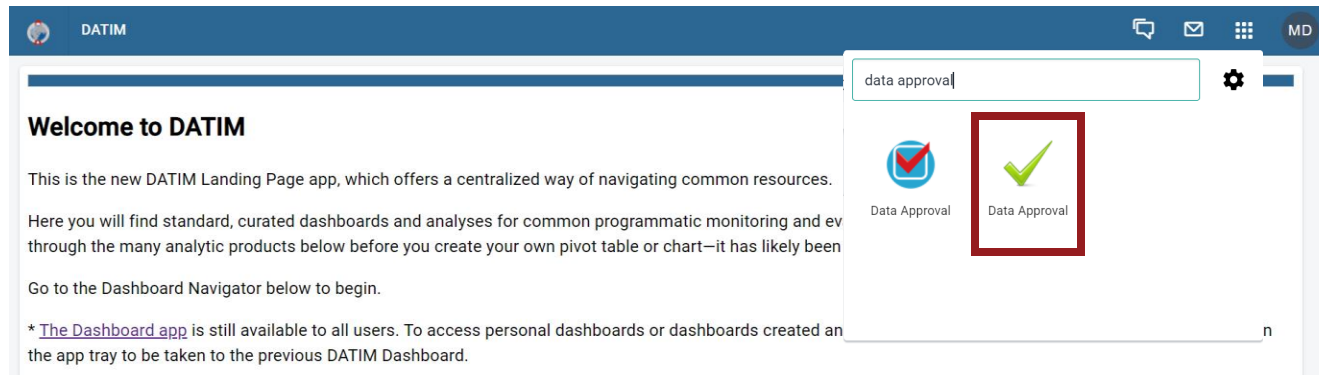 DATIM
MD
data approval
Data Approval
Data Approval
Welcome to DATIM
This is the new DATIM Landing Page app, which offers a centralized way of navigating common resources.
Here you will find standard, curated dashboards and analyses for common programmatic monitoring and ev
through the many analytic products below before you create your own pivot table or chart—it has likely been
Go to the Dashboard Navigator below to begin.
* The Dashboard app is still available to all users. To access personal dashboards or dashboards created an n
the app tray to be taken to the previous DATIM Dashboard.